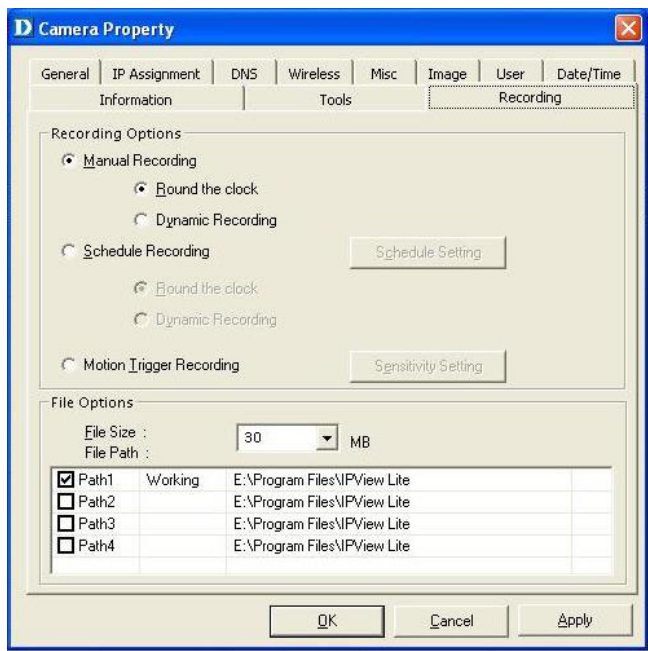 D Camera Property
General IP Assignment DNS Wireless Misc Image User Date/Time
Information Tools Recording
Recording Options
Manual Recording
Round the clock
Dynamic Recording
Schedule Recording Schedule Setting
Round the clock
Dynamic Recording
Motion Trigger Recording Sensitivity Setting
File Options
File Size : 30 MB
File Path :
Path1 Working E:\Program Files\IPView Lite
Path2 E:\Program Files\IPView Lite
Path3 E:\Program Files\IPView Lite
Path4 E:\Program Files\IPView Lite
OK Cancel Apply